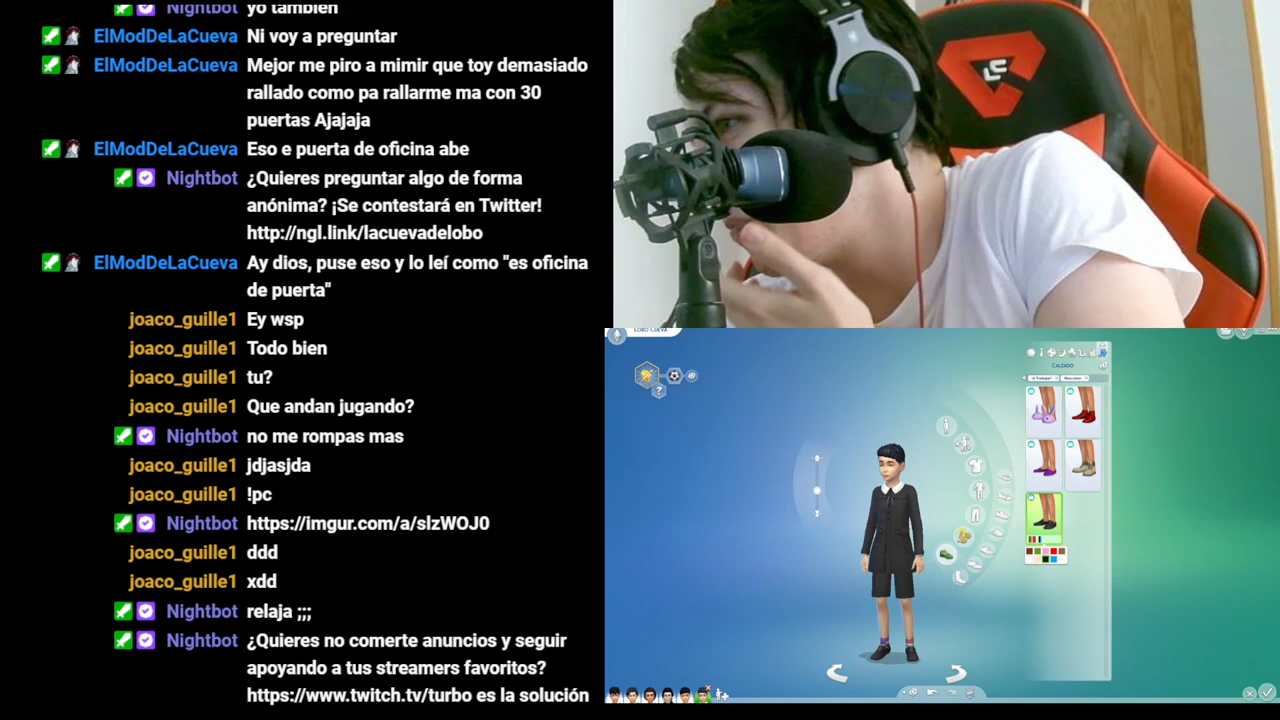 Nightbot yo también
ElModDeLaCueva Ni voy a preguntar
ElModDeLaCueva Mejor me piro a mimir que toy demasiado
rallado como pa rallarme ma con 30
puertas Ajajaja
ElModDeLaCueva Eso e puerta de oficina abe
Nightbot ¿Quieres preguntar algo de forma
anónima? ¡Se contestará en Twitter!
http://ngl.link/lacuevadelobo
ElModDeLaCueva Ay dios, puse eso y lo leí como "es oficina
de puerta"
joaco_guille1 Ey wsp
joaco_guille1 Todo bien
joaco_guille1 tu?
joaco_guille1 Que andan jugando?
Nightbot no me rompas mas
joaco_guille1 jdjasjda
joaco_guille1 !pc
Nightbot https://imgur.com/a/slzWOJ0
joaco_guille1 ddd
joaco_guille1 xdd
Nightbot relaja ;;;
Nightbot ¿Quieres no comerte anuncios y seguir
apoyando a tus streamers favoritos?
https://www.twitch.tv/turbo es la solución
LOBO CUEVA
CALZADO